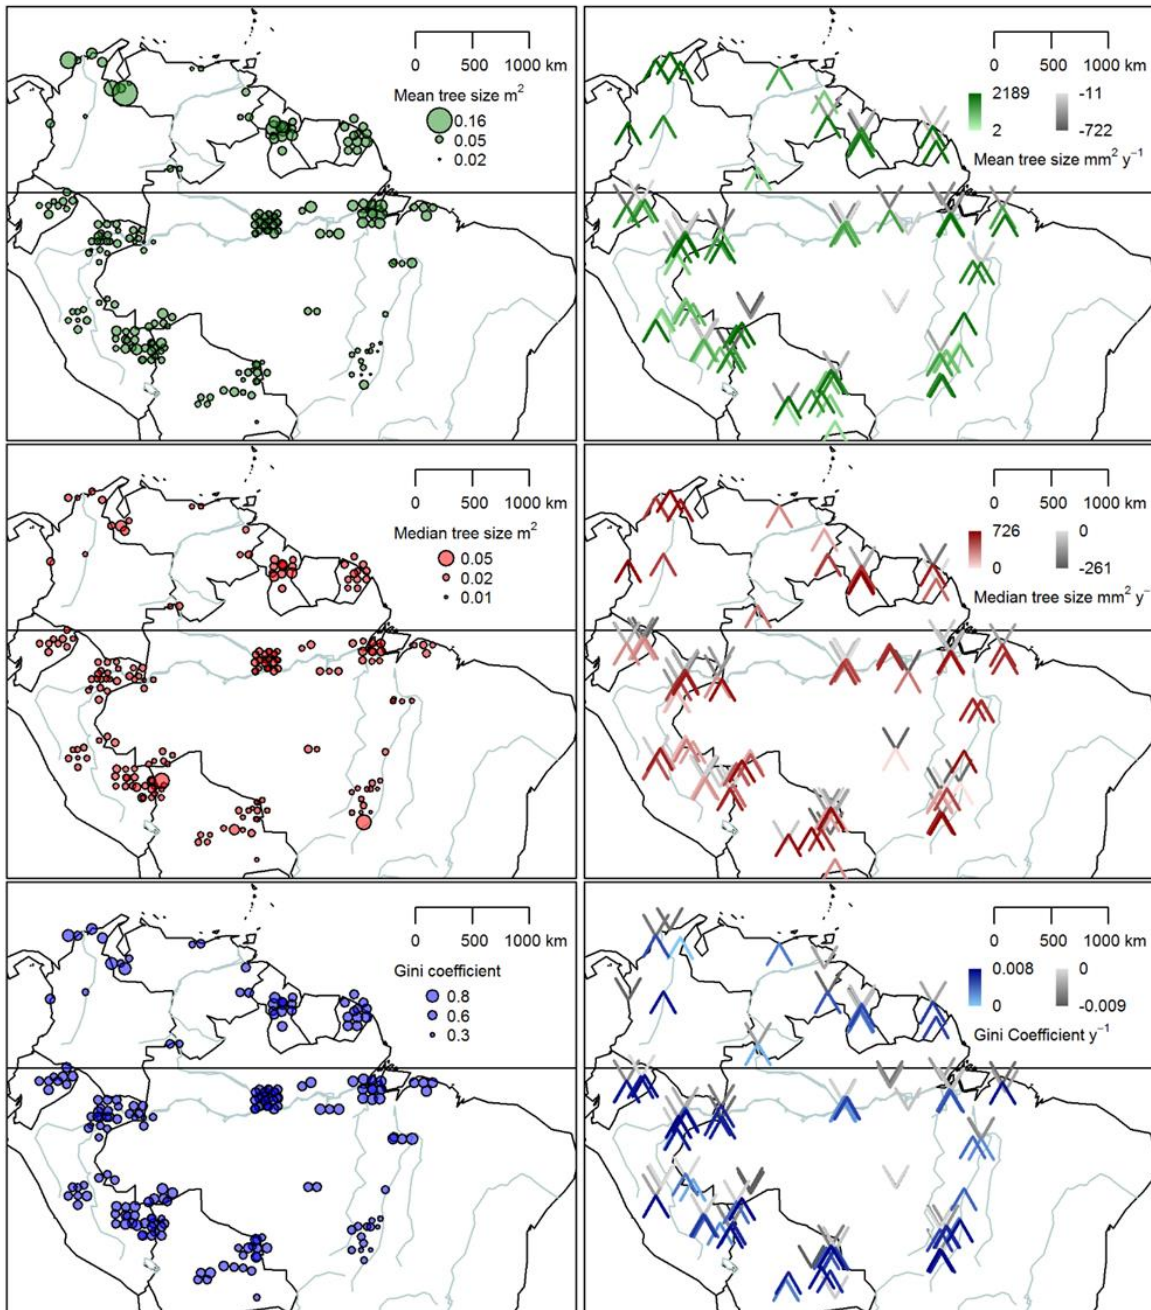 0 500 1000 km
Mean tree size m²
0.16
0.05
0.02
0 500 1000 km
2189 -11
2 -722
Mean tree size mm² y⁻¹
0 500 1000 km
Median tree size m²
0.05
0.02
0.01
0 500 1000 km
726 0
0 -261
Median tree size mm² y⁻
0 500 1000 km
Gini coefficient
0.8
0.6
0.3
0 500 1000 km
0.008 0
0 -0.009
Gini Coefficient y⁻¹